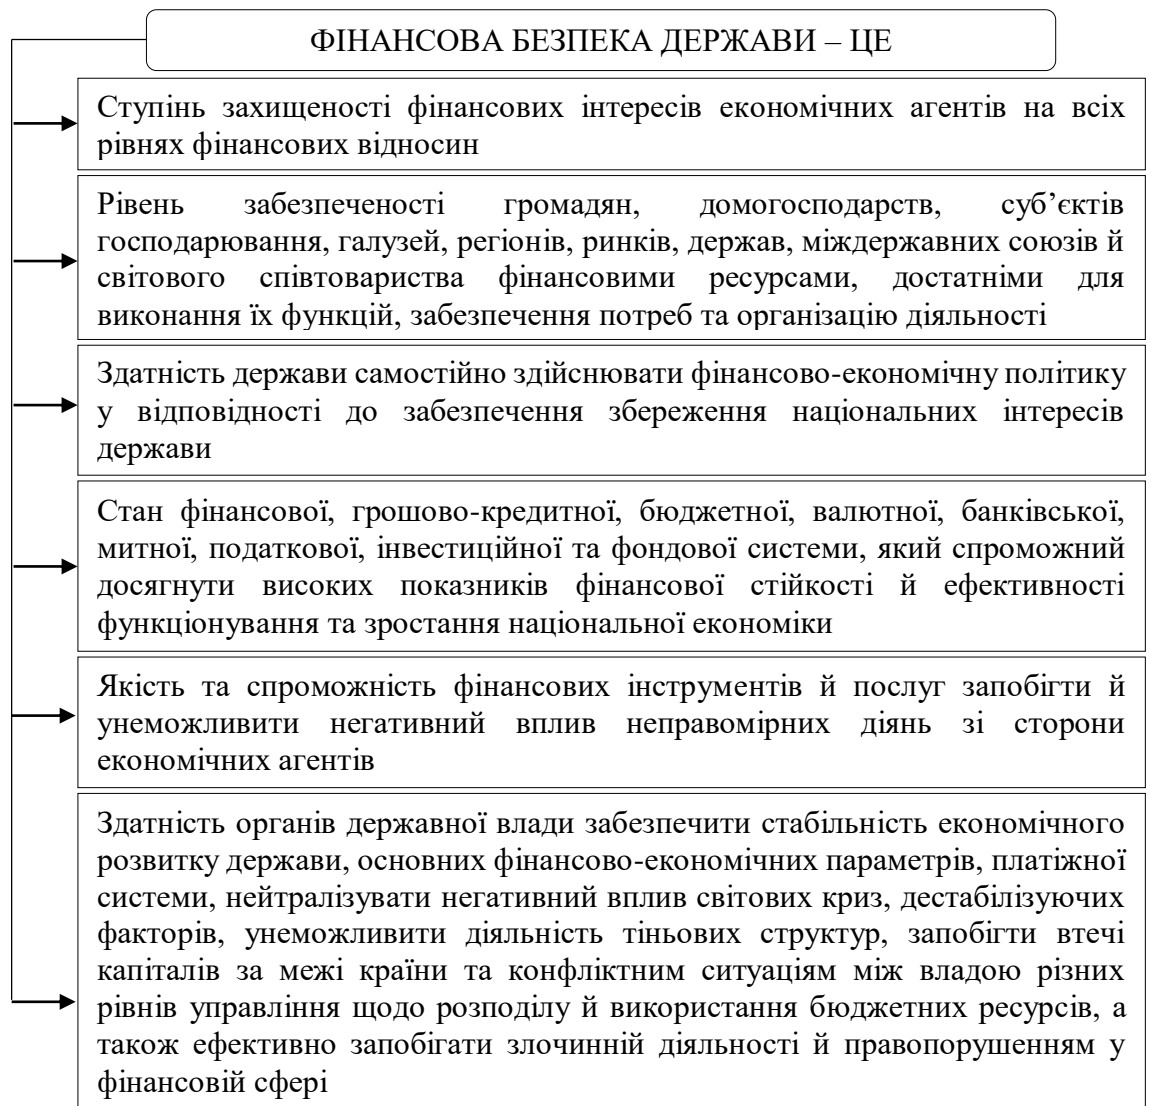 ФІНАНСОВА БЕЗПЕКА ДЕРЖАВИ – ЦЕ
Ступінь захищеності фінансових інтересів економічних агентів на всіх
рівнях фінансових відносин
Рівень забезпеченості громадян, домогосподарств, суб’єктів
господарювання, галузей, регіонів, ринків, держав, міждержавних союзів й
світового співтовариства фінансовими ресурсами, достатніми для
виконання їх функцій, забезпечення потреб та організацію діяльності
Здатність держави самостійно здійснювати фінансово-економічну політику
у відповідності до забезпечення збереження національних інтересів
держави
Стан фінансової, грошово-кредитної, бюджетної, валютної, банківської,
митної, податкової, інвестиційної та фондової системи, який спроможний
досягнути високих показників фінансової стійкості й ефективності
функціонування та зростання національної економіки
Якість та спроможність фінансових інструментів й послуг запобігти й
унеможливити негативний вплив неправомірних діянь зі сторони
економічних агентів
Здатність органів державної влади забезпечити стабільність економічного
розвитку держави, основних фінансово-економічних параметрів, платіжної
системи, нейтралізувати негативний вплив світових криз, дестабілізуючих
факторів, унеможливити діяльність тіньових структур, запобігти втечі
капіталів за межі країни та конфліктним ситуаціям між владою різних
рівнів управління щодо розподілу й використання бюджетних ресурсів, а
також ефективно запобігати злочинній діяльності й правопорушенням у
фінансовій сфері